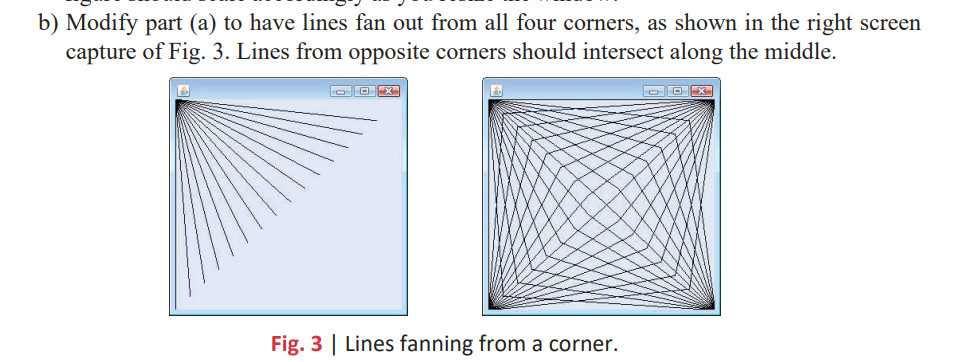 b) Modify part (a) to have lines fan out from all four corners, as shown in the right screen
capture of Fig. 3. Lines from opposite corners should intersect along the middle.
Fig. 3 | Lines fanning from a corner.